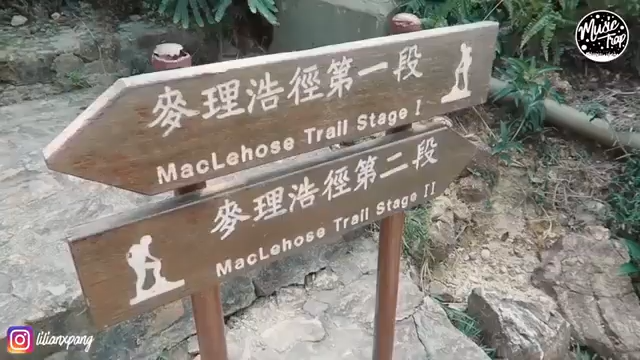 Music
Trap
麥理浩徑第一段
MacLehose Trail Stage I
麥理浩徑第二段
MacLehose Trail Stage II
lilianxpang